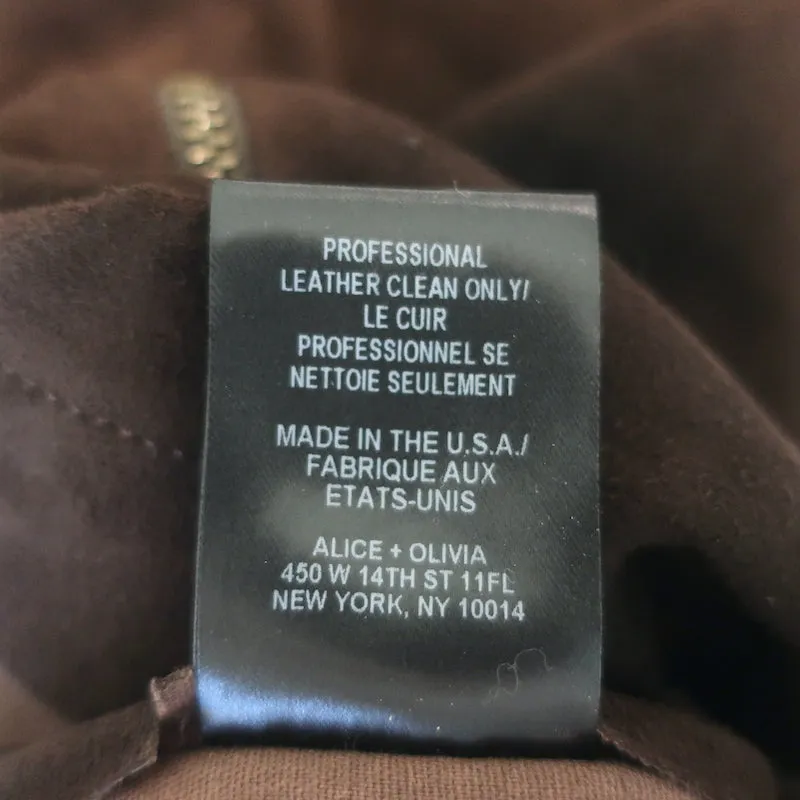 PROFESSIONAL
LEATHER CLEAN ONLY/
LE CUIR
PROFESSIONNEL SE
NETTOIE SEULEMENT
MADE IN THE U.S.A./
FABRIQUE AUX
ETATS-UNIS
ALICE + OLIVIA
450 W 14TH ST 11FL
NEW YORK, NY 10014